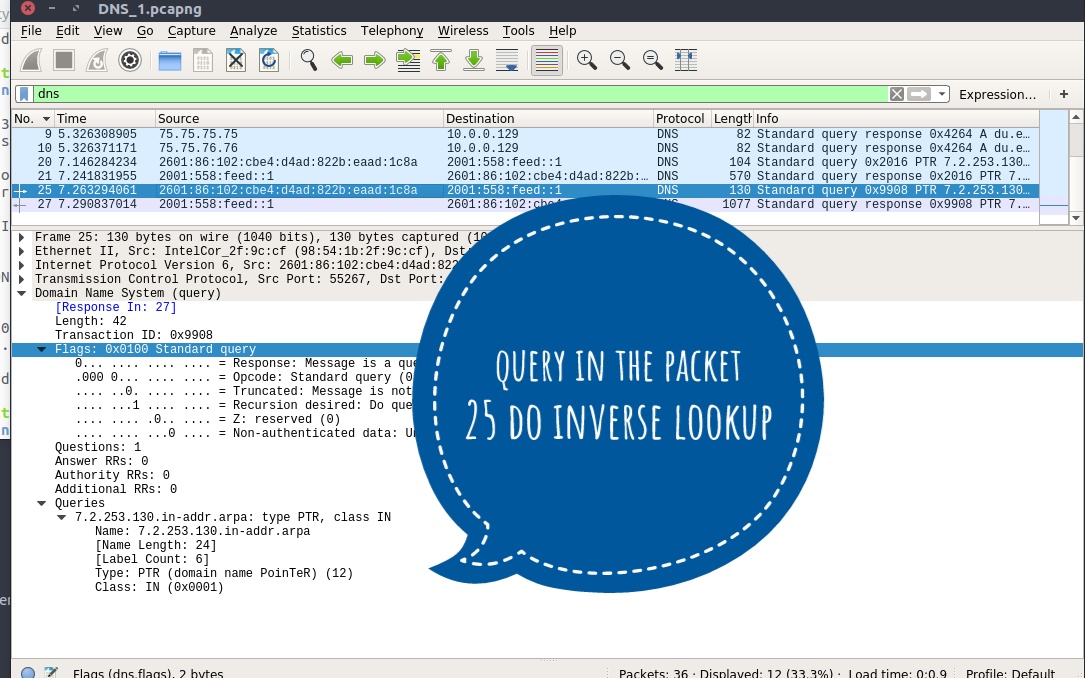 DNS_1.pcapng
File Edit View Go Capture Analyze Statistics Telephony Wireless Tools Help
dns
Expression… +
No. Time Source Destination Protocol Length Info
9 5.326308905 75.75.75.75 10.0.0.129 DNS 82 Standard query response 0x4264 A du.e…
10 5.326371171 75.75.76.76 10.0.0.129 DNS 82 Standard query response 0x4264 A du.e…
20 7.146284234 2601:86:102:cbe4:d4ad:822b:eaad:1c8a 2001:558:feed::1 DNS 104 Standard query 0x2016 PTR 7.2.253.130…
21 7.241831955 2001:558:feed::1 2601:86:102:cbe4:d4ad:822b:… DNS 570 Standard query response 0x2016 PTR 7.…
25 7.263294061 2601:86:102:cbe4:d4ad:822b:eaad:1c8a 2001:558:feed::1 DNS 130 Standard query 0x9908 PTR 7.2.253.130…
27 7.290837014 2001:558:feed::1 2601:86:102:cbe4 1077 Standard query response 0x9908 PTR 7.…
Frame 25: 130 bytes on wire (1040 bits), 130 bytes captured (10
Ethernet II, Src: IntelCor_2f:9c:cf (98:54:1b:2f:9c:cf), Dst:
Internet Protocol Version 6, Src: 2601:86:102:cbe4:d4ad:822
Transmission Control Protocol, Src Port: 55267, Dst Port:
Domain Name System (query)
[Response In: 27]
Length: 42
Transaction ID: 0x9908
Flags: 0x0100 Standard query
0... .... .... .... = Response: Message is a que
.000 0... .... .... = Opcode: Standard query (0
.... ..0. .... .... = Truncated: Message is not
.... ...1 .... .... = Recursion desired: Do que
.... .... .0.. .... = Z: reserved (0)
.... .... ...0 .... = Non-authenticated data: Un
Questions: 1
Answer RRs: 0
Authority RRs: 0
Additional RRs: 0
Queries
7.2.253.130.in-addr.arpa: type PTR, class IN
Name: 7.2.253.130.in-addr.arpa
[Name Length: 24]
[Label Count: 6]
Type: PTR (domain name PoinTeR) (12)
Class: IN (0x0001)
QUERY IN THE PACKET
25 DO INVERSE LOOKUP
Flags (dns.flags), 2 bytes
Packets: 36 · Displayed: 12 (33.3%) · Load time: 0:0.9
Profile: Default